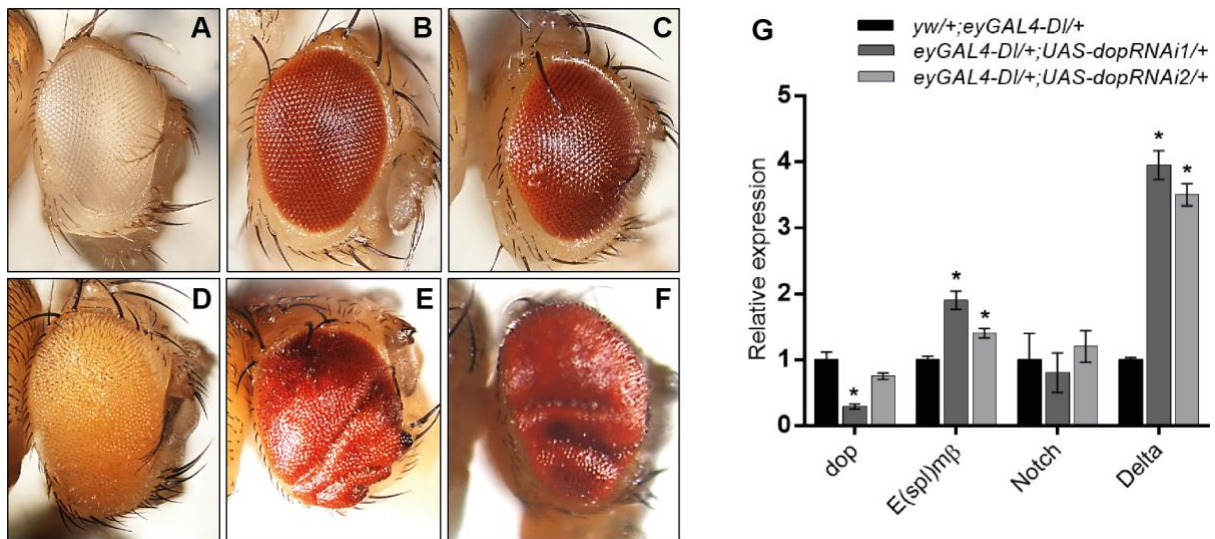 A
B
C
D
E
F
G
yw/+;eyGAL4-Dl/+
eyGAL4-Dl/+;UAS-dopRNAi1/+
eyGAL4-Dl/+;UAS-dopRNAi2/+
Relative expression
5
4
3
2
1
0
*
*
*
*
*
dop
E(spl)mβ
Notch
Delta